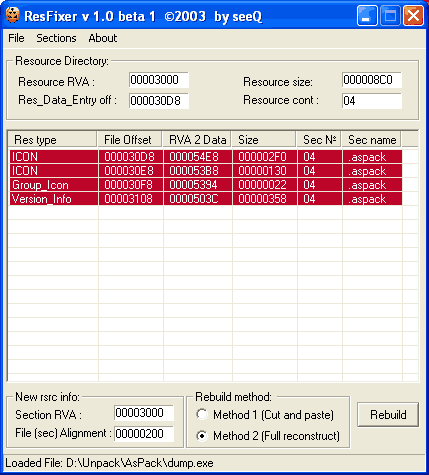 ResFixer v 1.0 beta 1 ©2003 by seeQ
File Sections About
Resource Directory:
Resource RVA : 00003000 Resource size: 000008C0
Res_Data_Entry off : 000030D8 Resource cont : 04
Res type File Offset RVA 2 Data Size Sec Nº Sec name
ICON 000030D8 000054E8 000002F0 04 .aspack
ICON 000030E8 000053B8 00000130 04 .aspack
Group_Icon 000030F8 00005394 00000022 04 .aspack
Version_Info 00003108 0000503C 00000358 04 .aspack
New rsrc info:
Section RVA : 00003000
File (sec) Alignment : 00000200
Rebuild method:
Method 1 (Cut and paste)
Method 2 (Full reconstruct)
Rebuild
Loaded File: D:\Unpack\AsPack\dump.exe